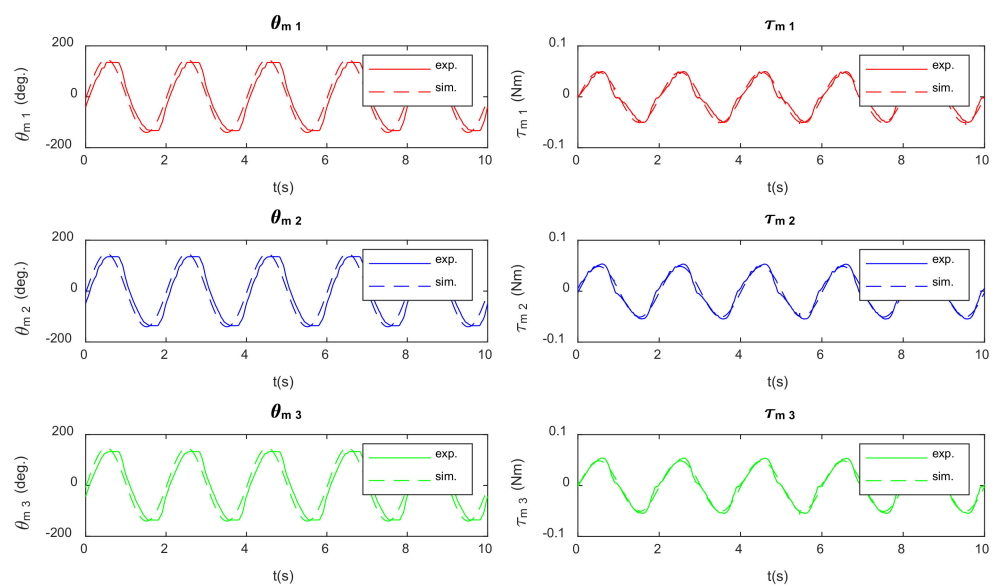 θm 1
200
0
-200
θm 1 (deg.)
exp.
sim.
0 2 4 6 8 10
t(s)
τm 1
0.1
0
-0.1
τm 1 (Nm)
exp.
sim.
0 2 4 6 8 10
t(s)
θm 2
200
0
-200
θm 2 (deg.)
exp.
sim.
0 2 4 6 8 10
t(s)
τm 2
0.1
0
-0.1
τm 2 (Nm)
exp.
sim.
0 2 4 6 8 10
t(s)
θm 3
200
0
-200
θm 3 (deg.)
exp.
sim.
0 2 4 6 8 10
t(s)
τm 3
0.1
0
-0.1
τm 3 (Nm)
exp.
sim.
0 2 4 6 8 10
t(s)